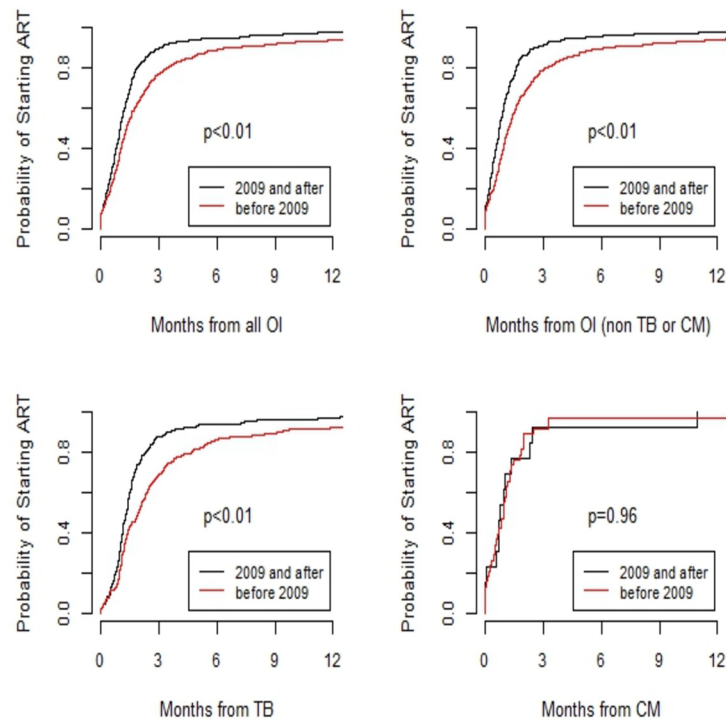 Probability of Starting ART
0.8
0.4
0.0
p<0.01
2009 and after
before 2009
0 3 6 9 12
Months from all OI
Probability of Starting ART
0.8
0.4
0.0
p<0.01
2009 and after
before 2009
0 3 6 9 12
Months from OI (non TB or CM)
Probability of Starting ART
0.8
0.4
0.0
p<0.01
2009 and after
before 2009
0 3 6 9 12
Months from TB
Probability of Starting ART
0.8
0.4
0.0
p=0.96
2009 and after
before 2009
0 3 6 9 12
Months from CM